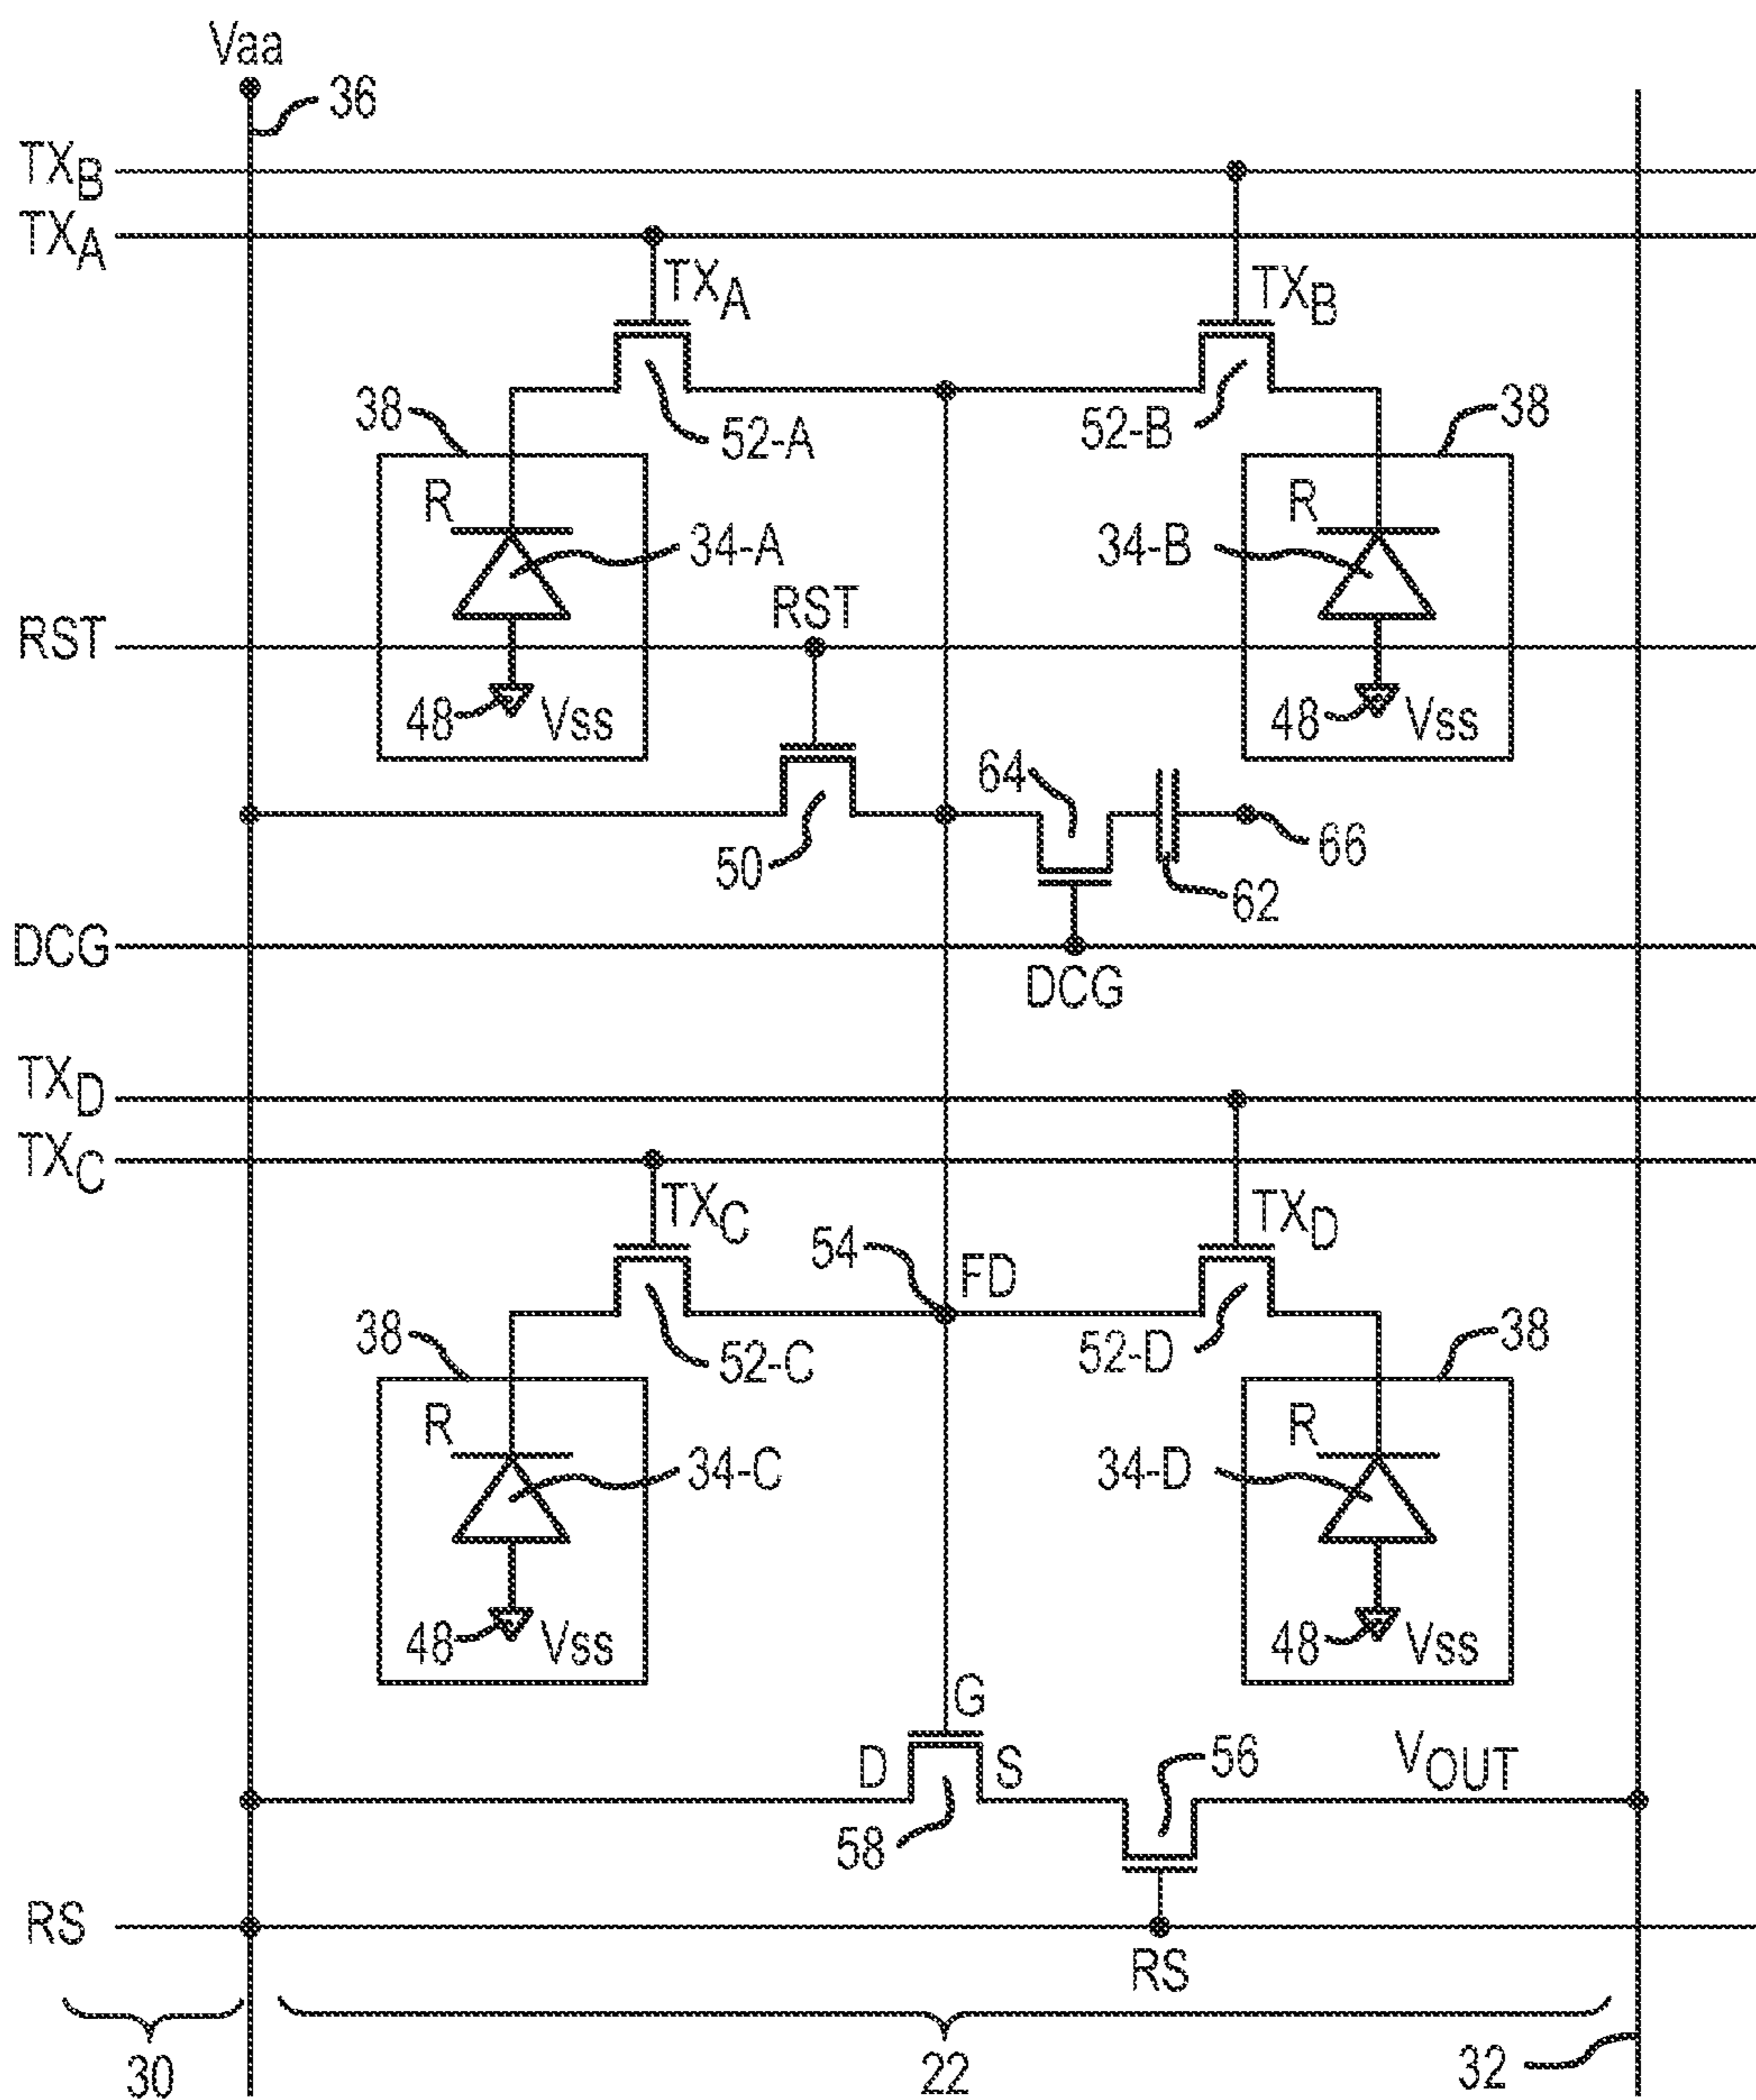 Vaa
36
TXB
TXA
TXA
TXB
38
52-A
52-B
38
R
34-A
34-B
R
RST
RST
48
Vss
48
Vss
64
50
66
62
DCG
DCG
TXD
TXC
TXC
TXD
54
FD
38
52-C
52-D
38
R
34-C
34-D
R
48
Vss
48
Vss
G
D
S
56
VOUT
58
RS
RS
30
22
32